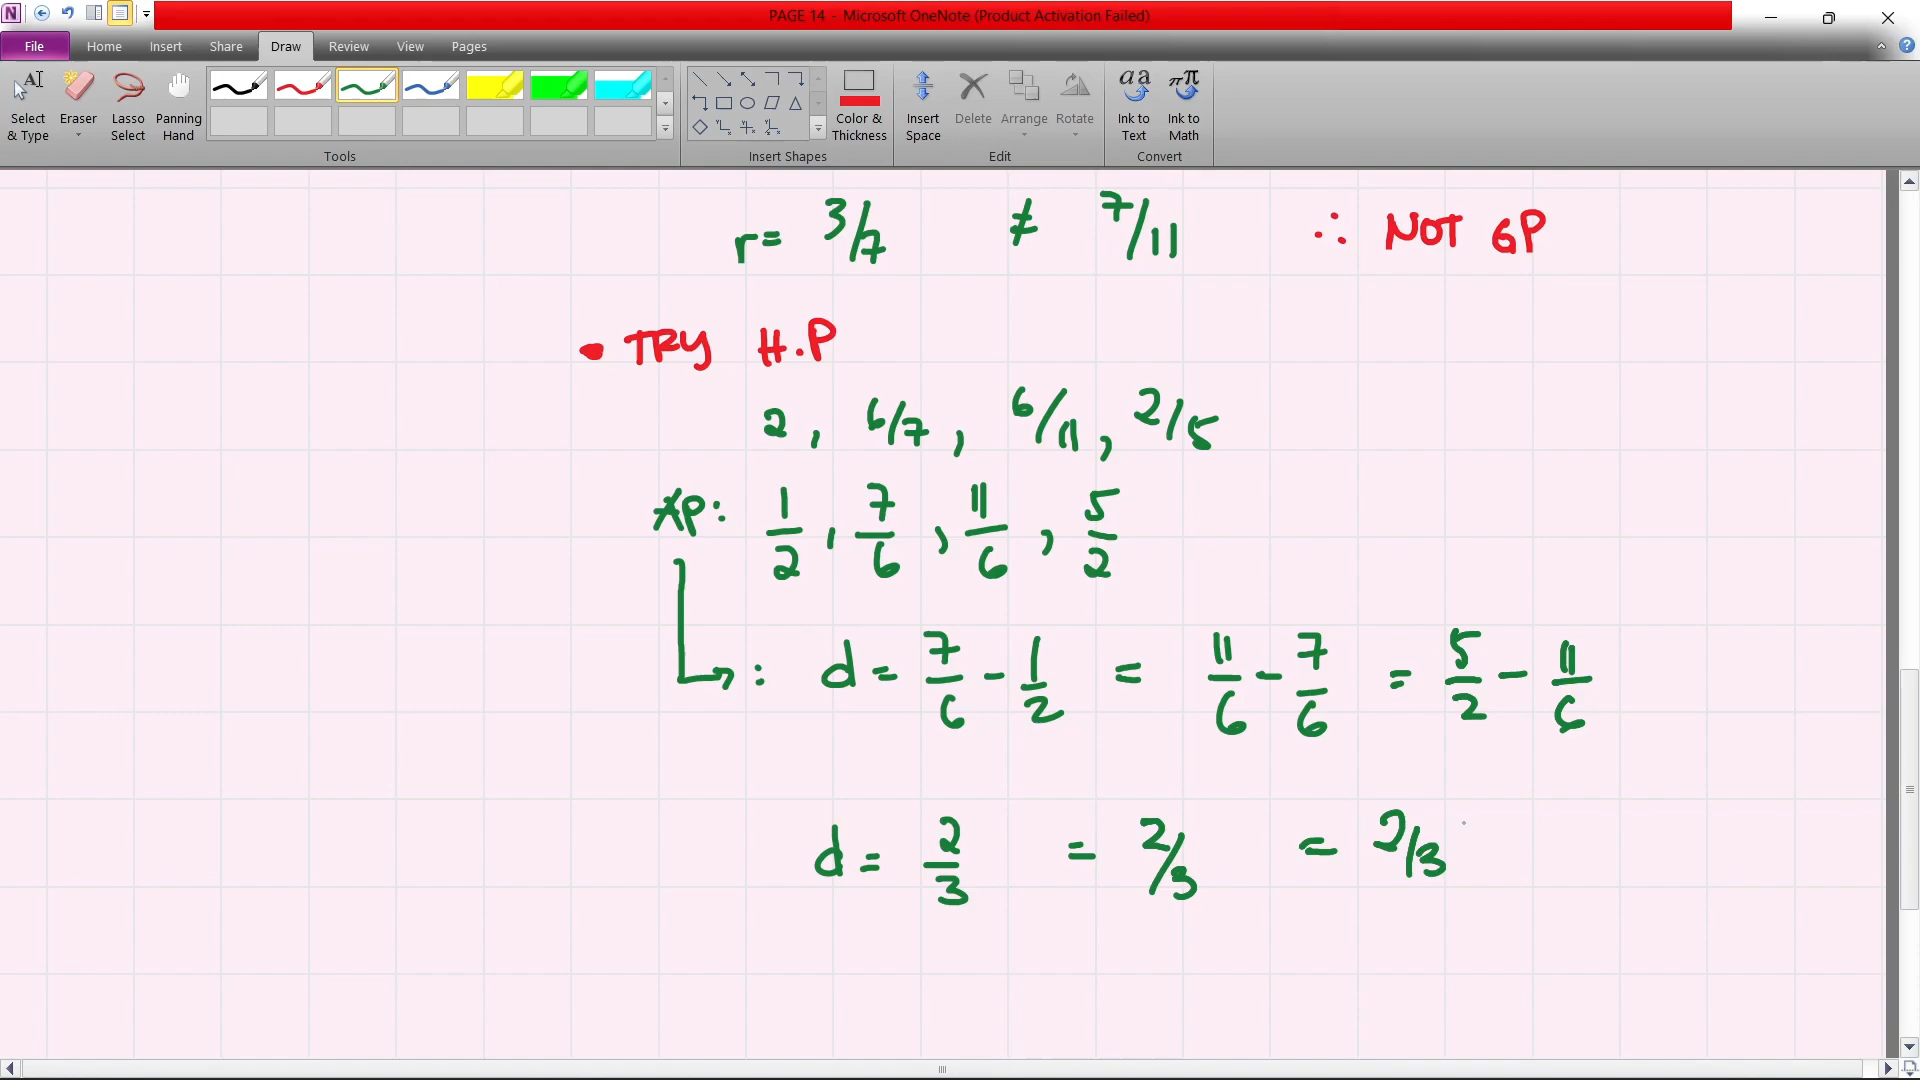 PAGE 14 - Microsoft OneNote (Product Activation Failed)
File Home Insert Share Draw Review View Pages
Select & Type Eraser Lasso Select Panning Hand Color & Thickness Insert Space Delete Arrange Rotate Ink to Text Ink to Math
Tools Insert Shapes Edit Convert
r = 3/7 ≠ 7/11 ∴ NOT GP
• TRY H.P
2, 6/7, 6/11, 2/5
AP: 1/2, 7/6, 11/6, 5/2
: d = 7/6 - 1/2 = 11/6 - 7/6 = 5/2 - 11/6
d = 2/3 = 2/3 = 2/3